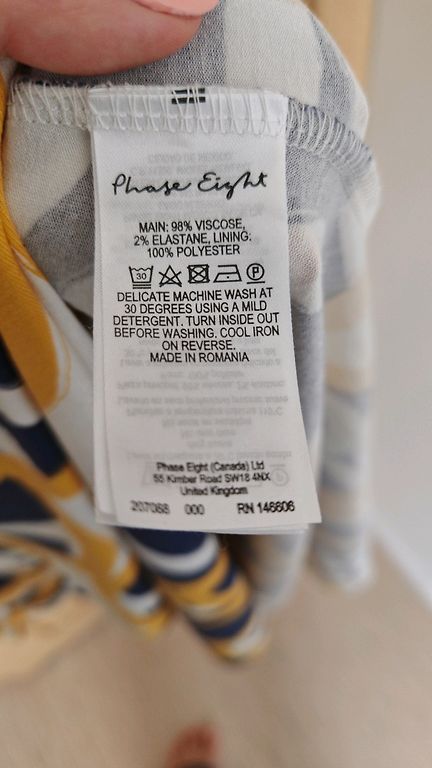 Phase Eight
MAIN: 98% VISCOSE,
2% ELASTANE, LINING:
100% POLYESTER
30 P
DELICATE MACHINE WASH AT
30 DEGREES USING A MILD
DETERGENT. TURN INSIDE OUT
BEFORE WASHING. COOL IRON
ON REVERSE.
MADE IN ROMANIA
Phase Eight (Canada) Ltd
55 Kimber Road SW18 4NX
United Kingdom
207088 000 RN 146606